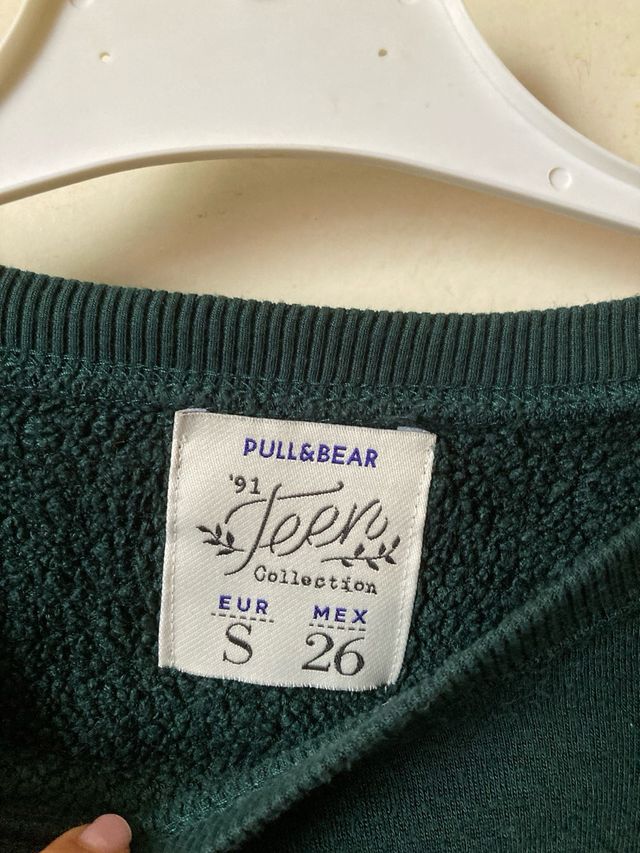 PULL&BEAR
'91
Teen
Collection
EUR MEX
S 26